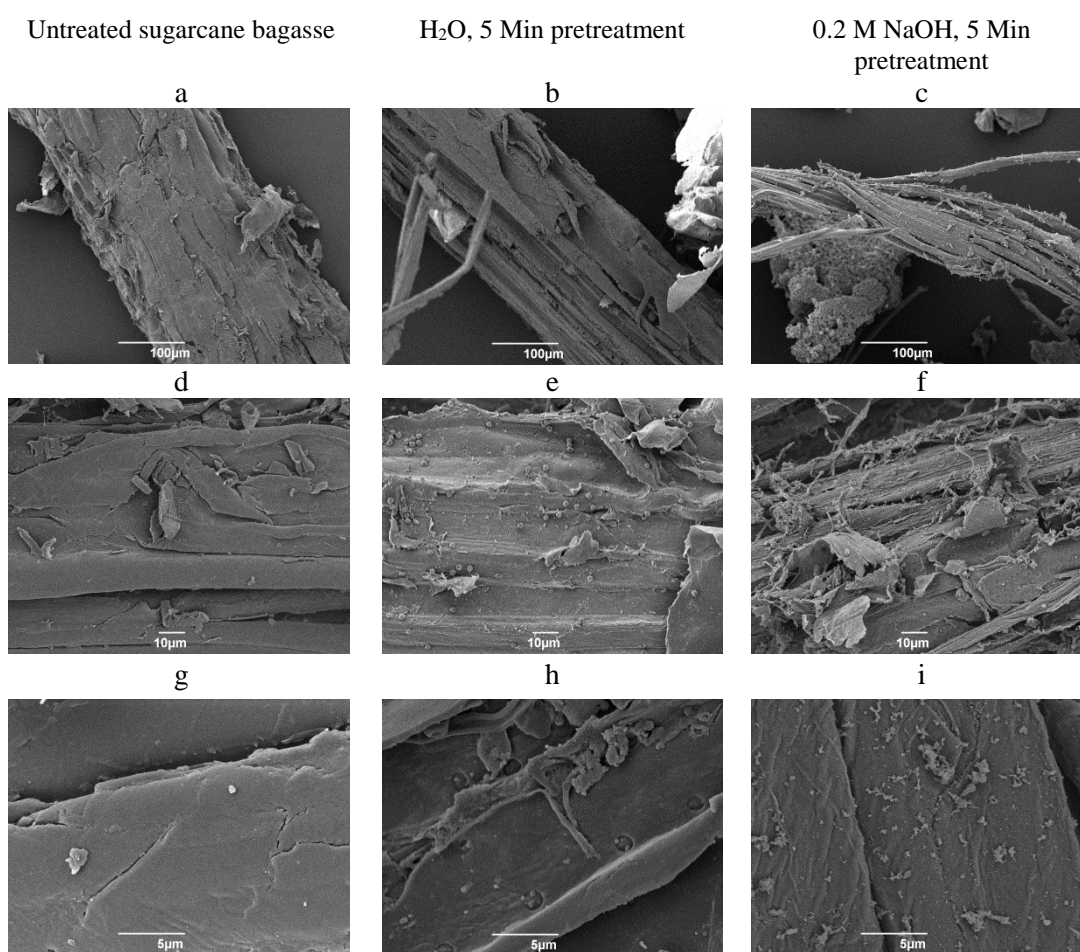 Untreated sugarcane bagasse
H₂O, 5 Min pretreatment
0.2 M NaOH, 5 Min
pretreatment
a
b
c
100µm
100µm
100µm
d
e
f
10µm
10µm
10µm
g
h
i
5µm
5µm
5µm